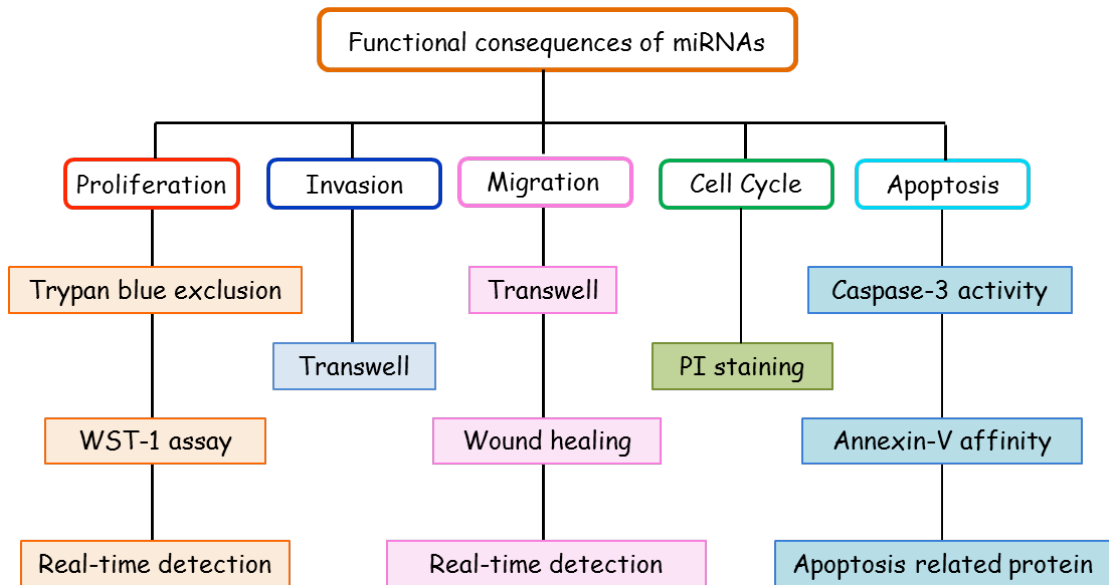 Functional consequences of miRNAs
Proliferation
Invasion
Migration
Cell Cycle
Apoptosis
Trypan blue exclusion
Transwell
Caspase-3 activity
Transwell
PI staining
WST-1 assay
Wound healing
Annexin-V affinity
Real-time detection
Real-time detection
Apoptosis related protein